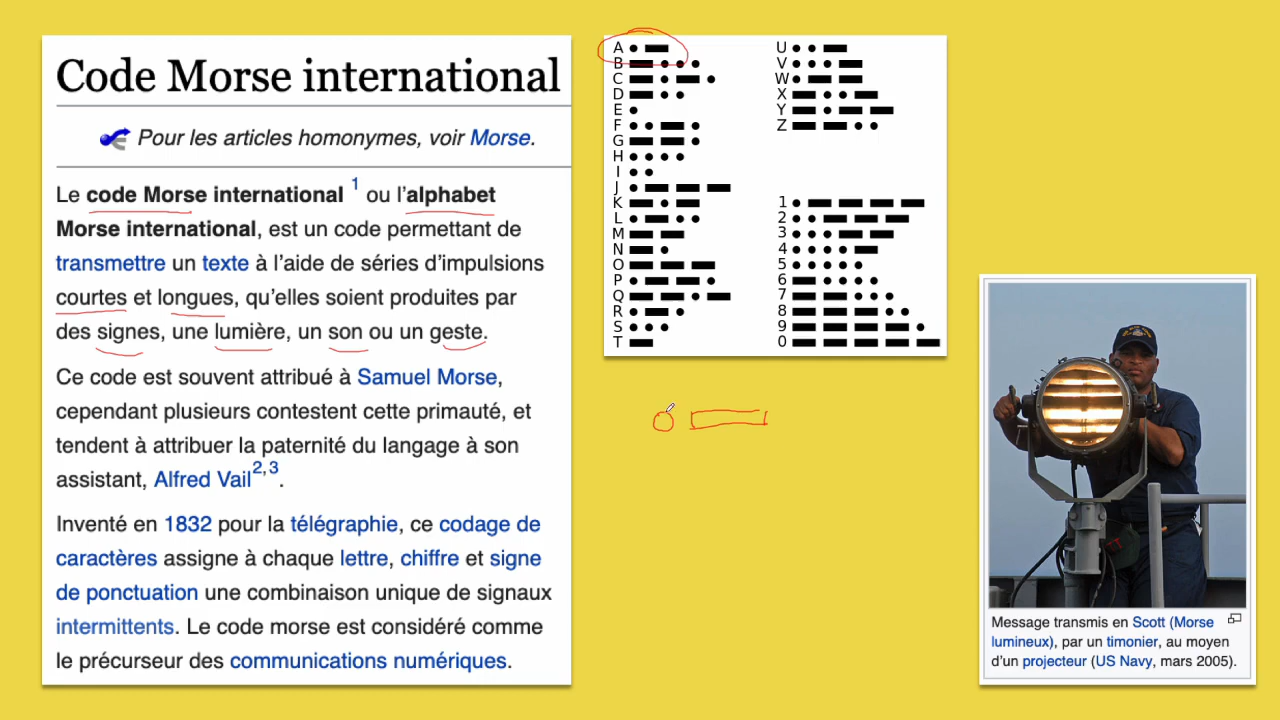 Code Morse international
Pour les articles homonymes, voir Morse.
Le code Morse international 1 ou l'alphabet
Morse international, est un code permettant de
transmettre un texte à l'aide de séries d'impulsions
courtes et longues, qu'elles soient produites par
des signes, une lumière, un son ou un geste.
Ce code est souvent attribué à Samuel Morse,
cependant plusieurs contestent cette primauté, et
tendent à attribuer la paternité du langage à son
assistant, Alfred Vail2,3.
Inventé en 1832 pour la télégraphie, ce codage de
caractères assigne à chaque lettre, chiffre et signe
de ponctuation une combinaison unique de signaux
intermittents. Le code morse est considéré comme
le précurseur des communications numériques.
A
B
C
D
E
F
G
H
I
J
K
L
M
N
O
P
Q
R
S
T
U
V
W
X
Y
Z
1
2
3
4
5
6
7
8
9
0
Message transmis en Scott (Morse
lumineux), par un timonier, au moyen
d'un projecteur (US Navy, mars 2005).